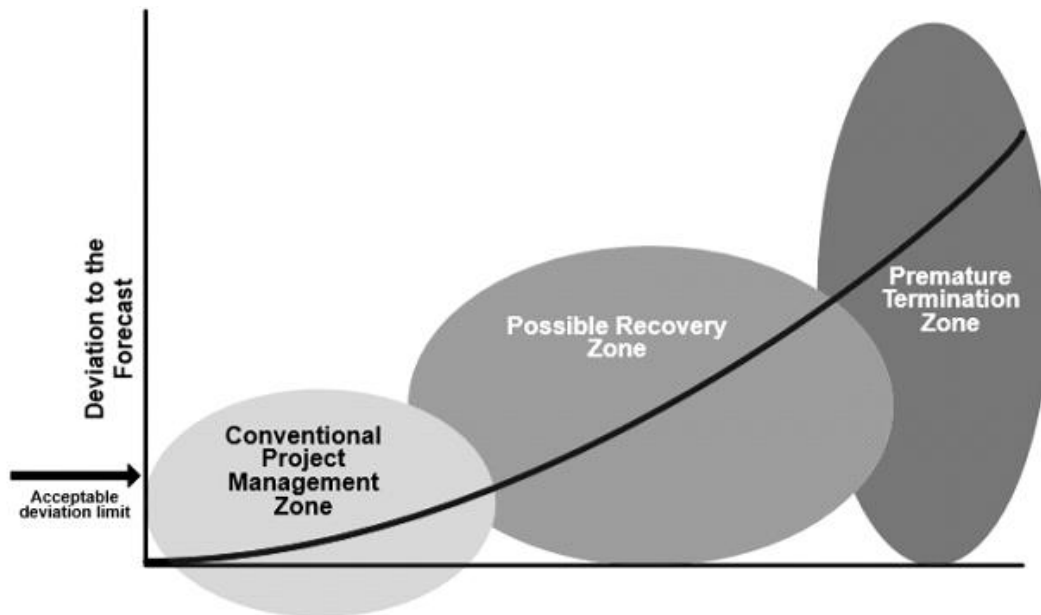 Deviation to the
Forecast
Acceptable
deviation limit
Conventional
Project
Management
Zone
Possible Recovery
Zone
Premature
Termination
Zone